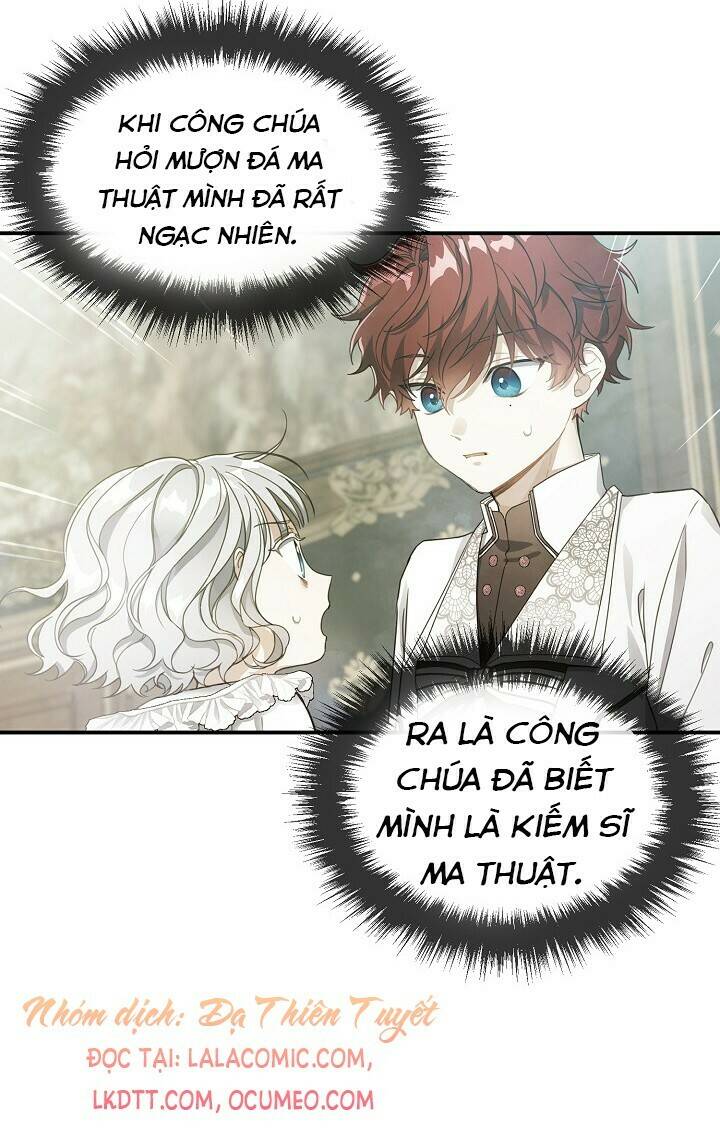 KHI CÔNG CHÚA
HỎI MƯỢN ĐÁ MA
THUẬT MÌNH ĐÃ RẤT
NGẠC NHIÊN.
RA LÀ CÔNG
CHÚA ĐÃ BIẾT
MÌNH LÀ KIẾM SĨ
MA THUẬT.
Nhóm dịch: Dạ Thiên Tuyết
ĐỌC TẠI: LALACOMIC.COM,
LKDTT.COM, OCUMEO.COM